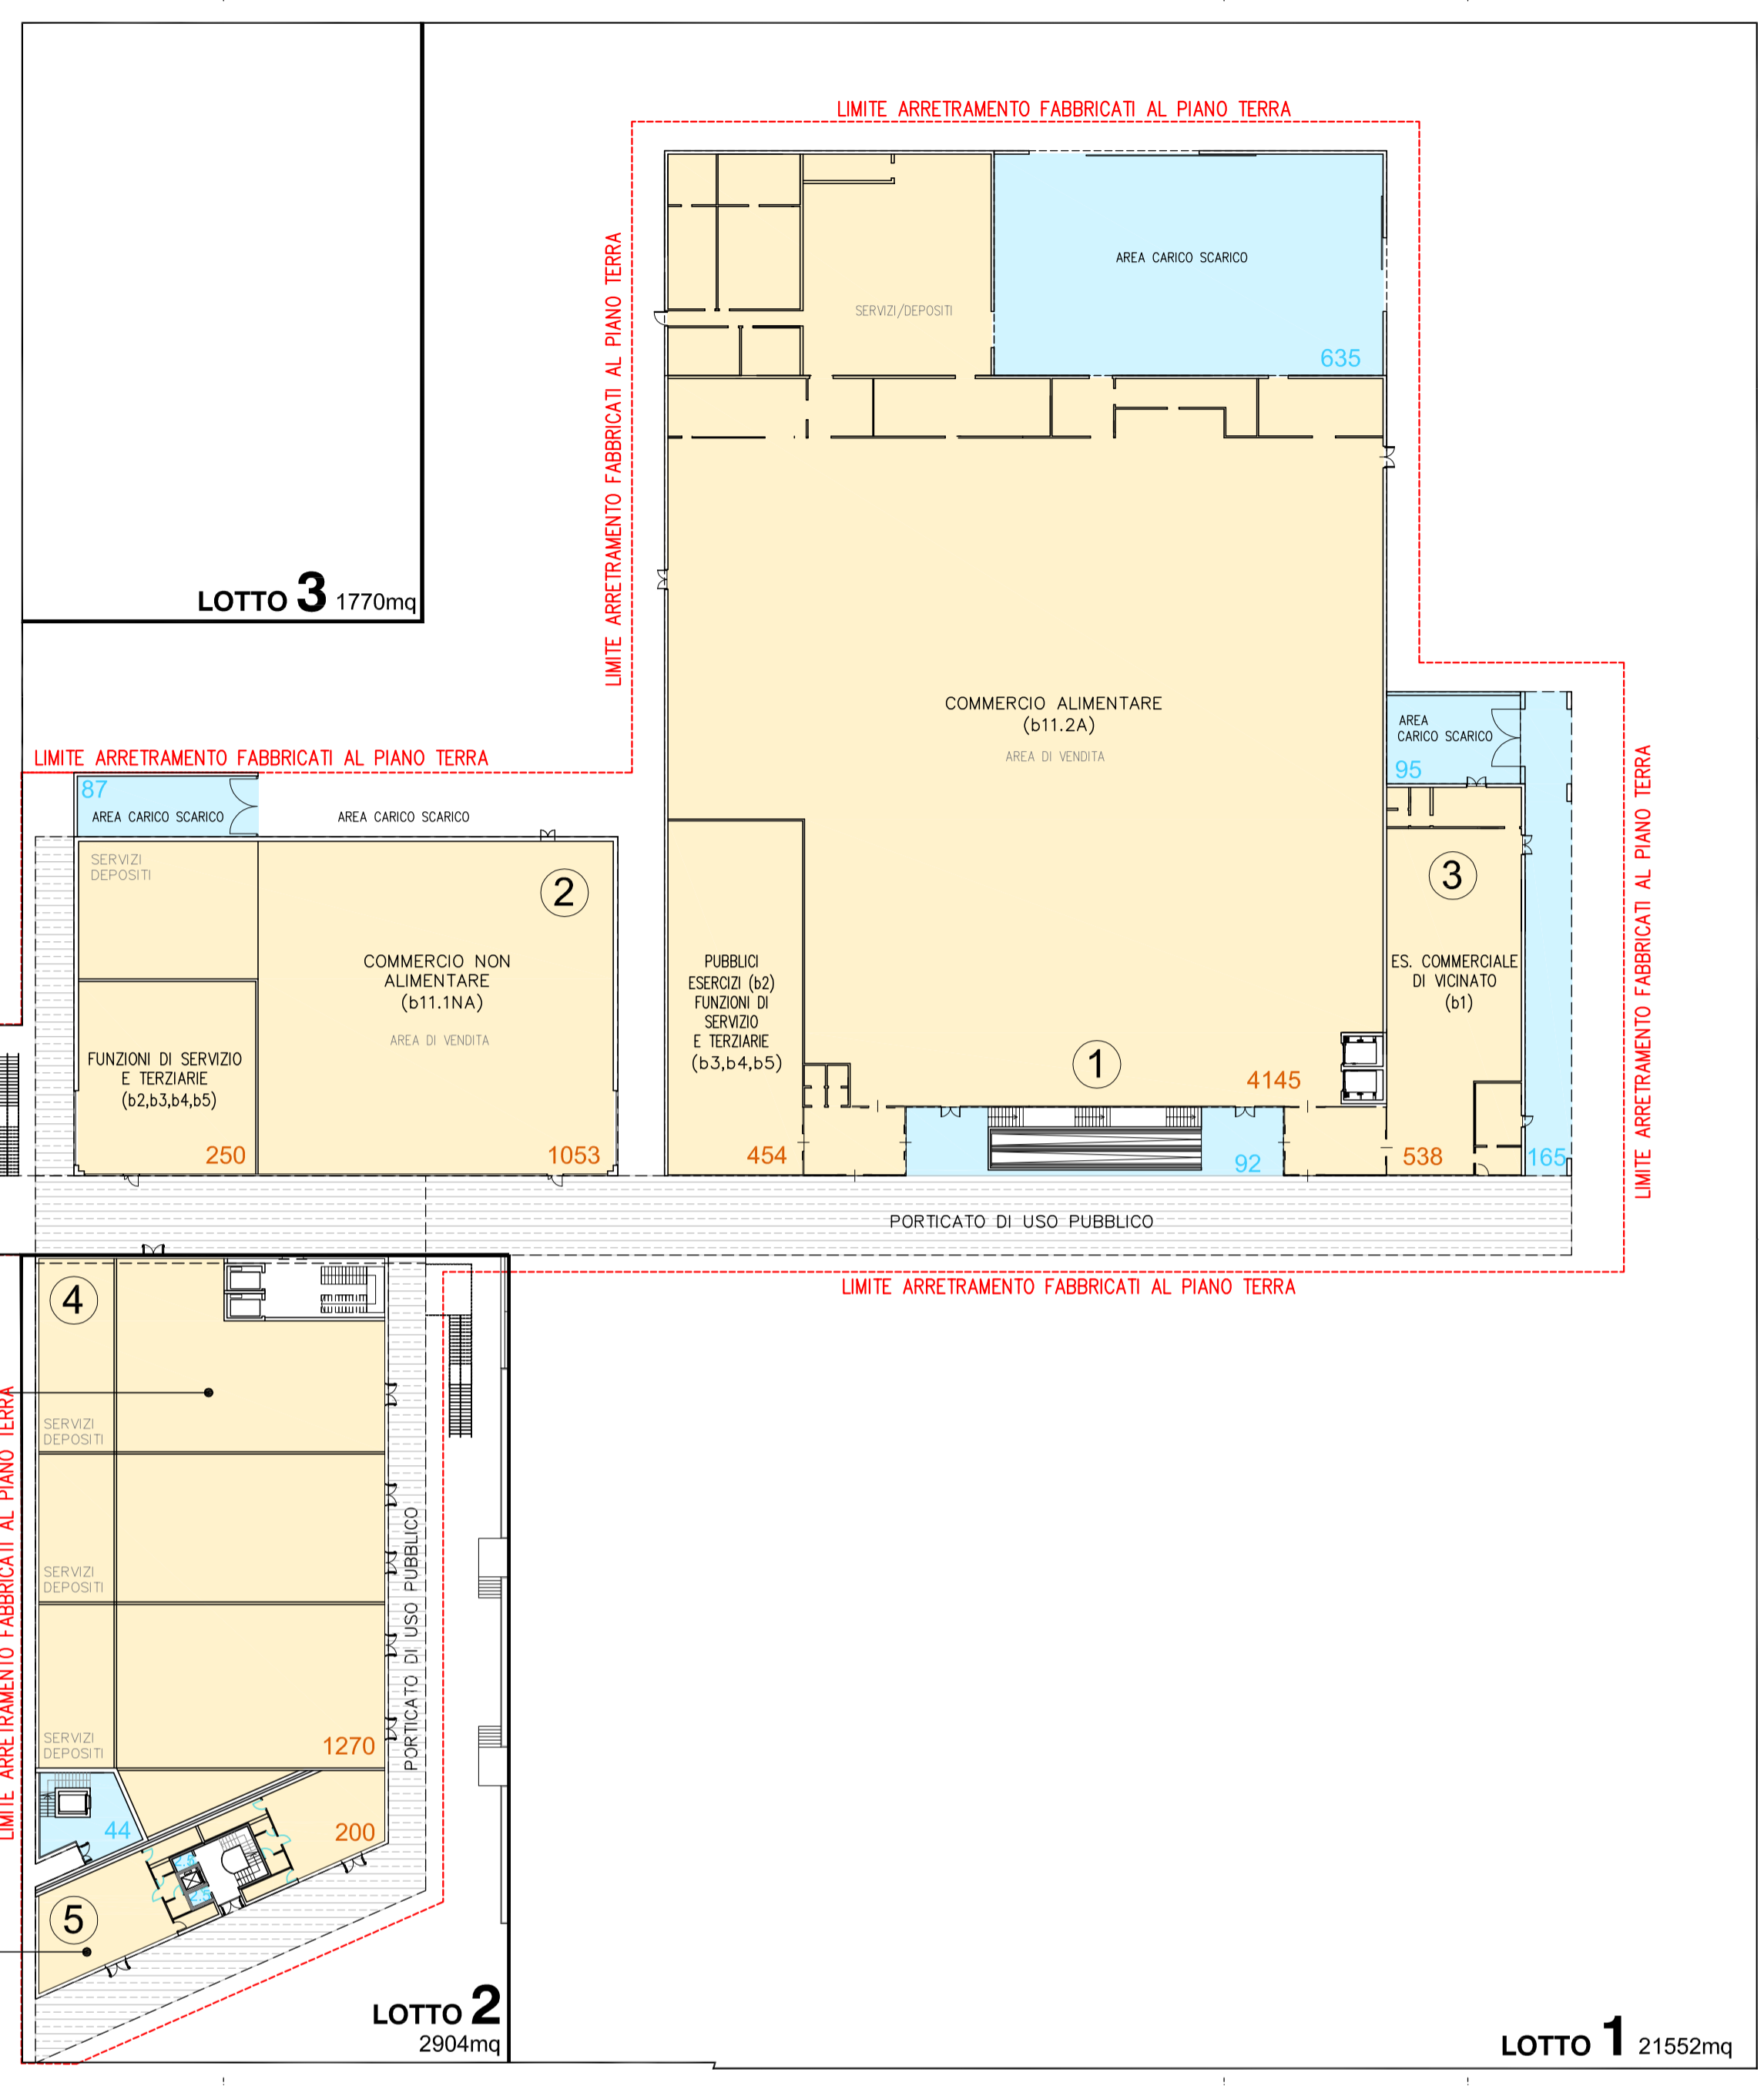 LIMITE ARRETRAMENTO FABBRICATI AL PIANO TERRA
LIMITE ARRETRAMENTO FABBRICATI AL PIANO TERRA
AREA CARICO SCARICO
SERVIZI/DEPOSITI
635
LOTTO 3 1770mq
COMMERCIO ALIMENTARE
(b11.2A)
AREA DI VENDITA
AREA
CARICO SCARICO
95
LIMITE ARRETRAMENTO FABBRICATI AL PIANO TERRA
LIMITE ARRETRAMENTO FABBRICATI AL PIANO TERRA
87
AREA CARICO SCARICO
AREA CARICO SCARICO
SERVIZI
DEPOSITI
2
COMMERCIO NON
ALIMENTARE
(b11.1NA)
AREA DI VENDITA
FUNZIONI DI SERVIZIO
E TERZIARIE
(b2,b3,b4,b5)
250
1053
PUBBLICI
ESERCIZI (b2)
FUNZIONI DI
SERVIZIO
E TERZIARIE
(b3,b4,b5)
454
1
4145
92
3
ES. COMMERCIALE
DI VICINATO
(b1)
538
165
PORTICATO DI USO PUBBLICO
LIMITE ARRETRAMENTO FABBRICATI AL PIANO TERRA
4
SERVIZI
DEPOSITI
SERVIZI
DEPOSITI
SERVIZI
DEPOSITI
1270
PORTICATO DI USO PUBBLICO
LIMITE ARRETRAMENTO FABBRICATI AL PIANO TERRA
44
200
2.5
5
LOTTO 2
2904mq
LOTTO 1 21552mq